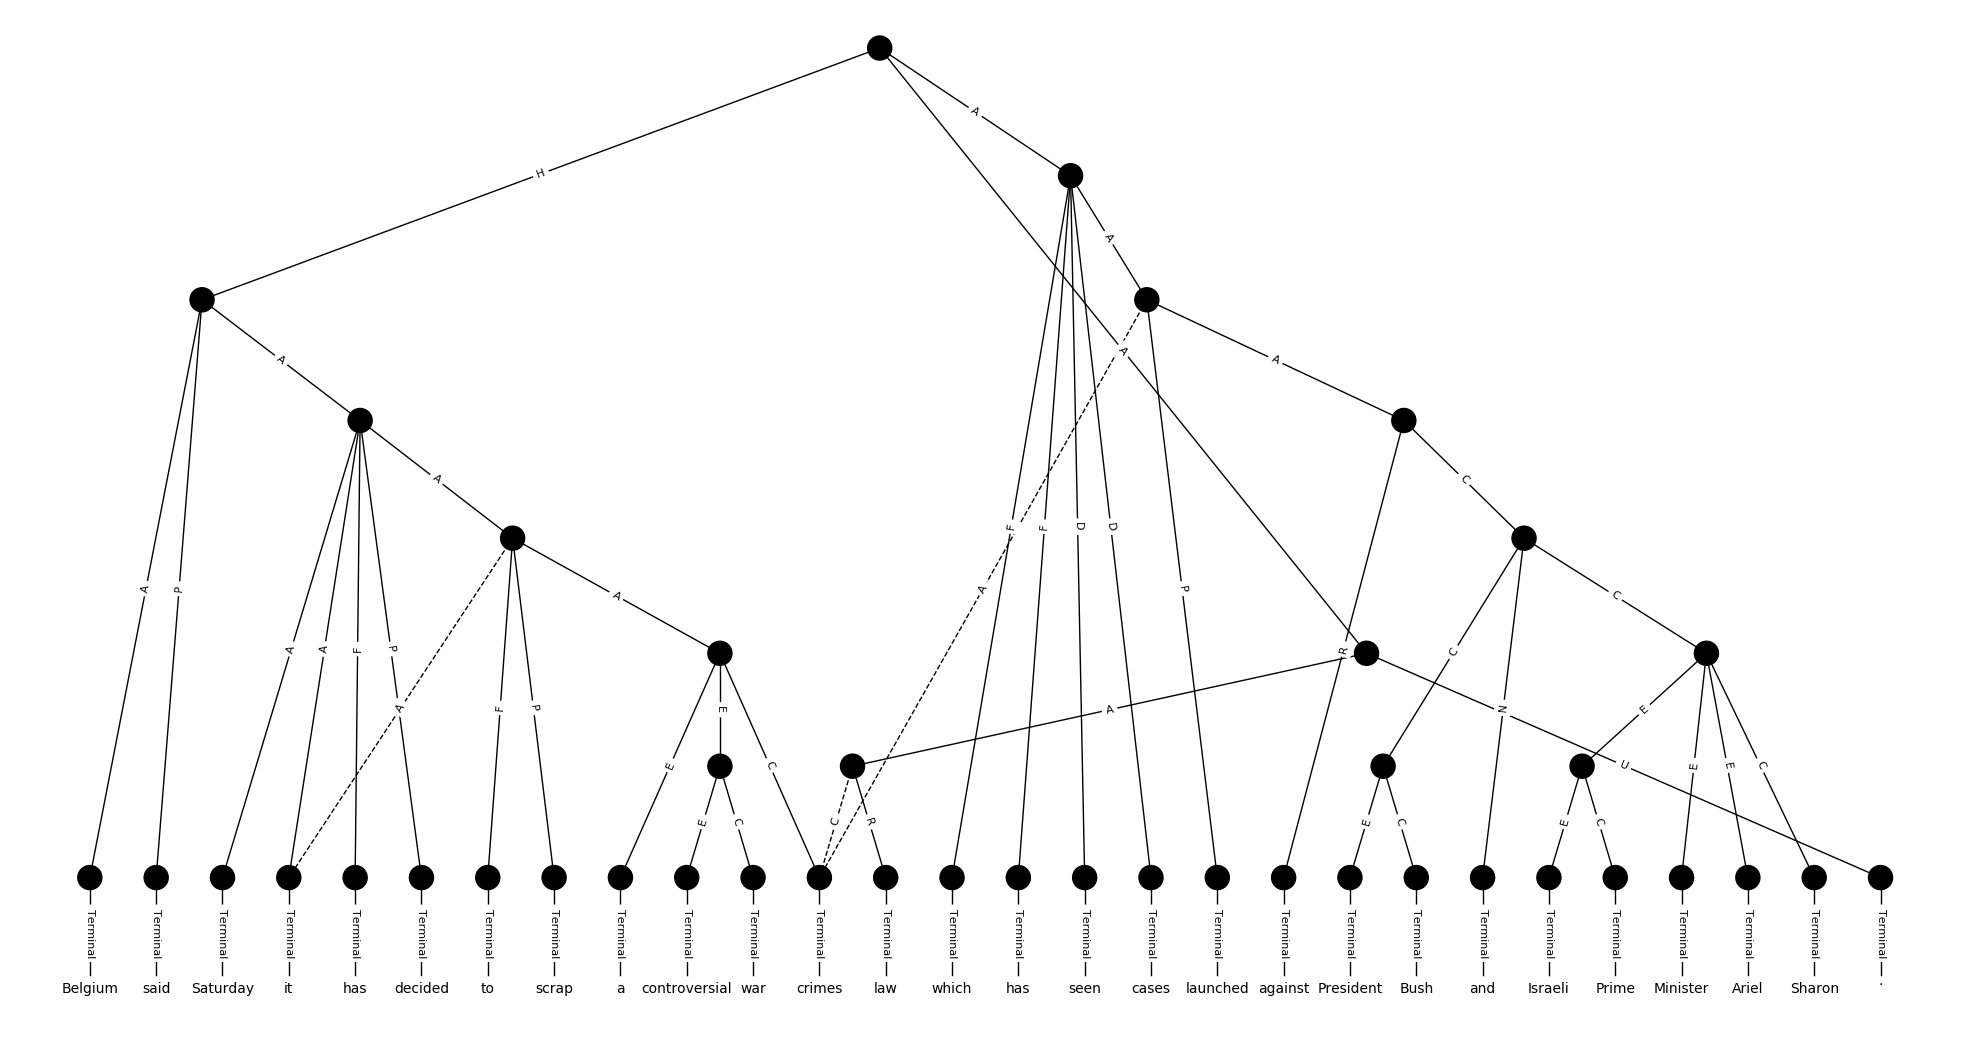 A
H
A
A
A
A
A
A
C
F
F
D
D
A
P
A
P
A
C
A
A
F
P
R
C
A
F
P
E
A
N
E
E
C
E
U
E
E
C
E
C
C
R
E
C
E
C
Terminal Terminal Terminal Terminal Terminal Terminal Terminal Terminal Terminal Terminal Terminal Terminal Terminal Terminal Terminal Terminal Terminal Terminal Terminal Terminal Terminal Terminal Terminal Terminal Terminal Terminal Terminal Terminal
Belgium said Saturday it has decided to scrap a controversial war crimes law which has seen cases launched against President Bush and Israeli Prime Minister Ariel Sharon .